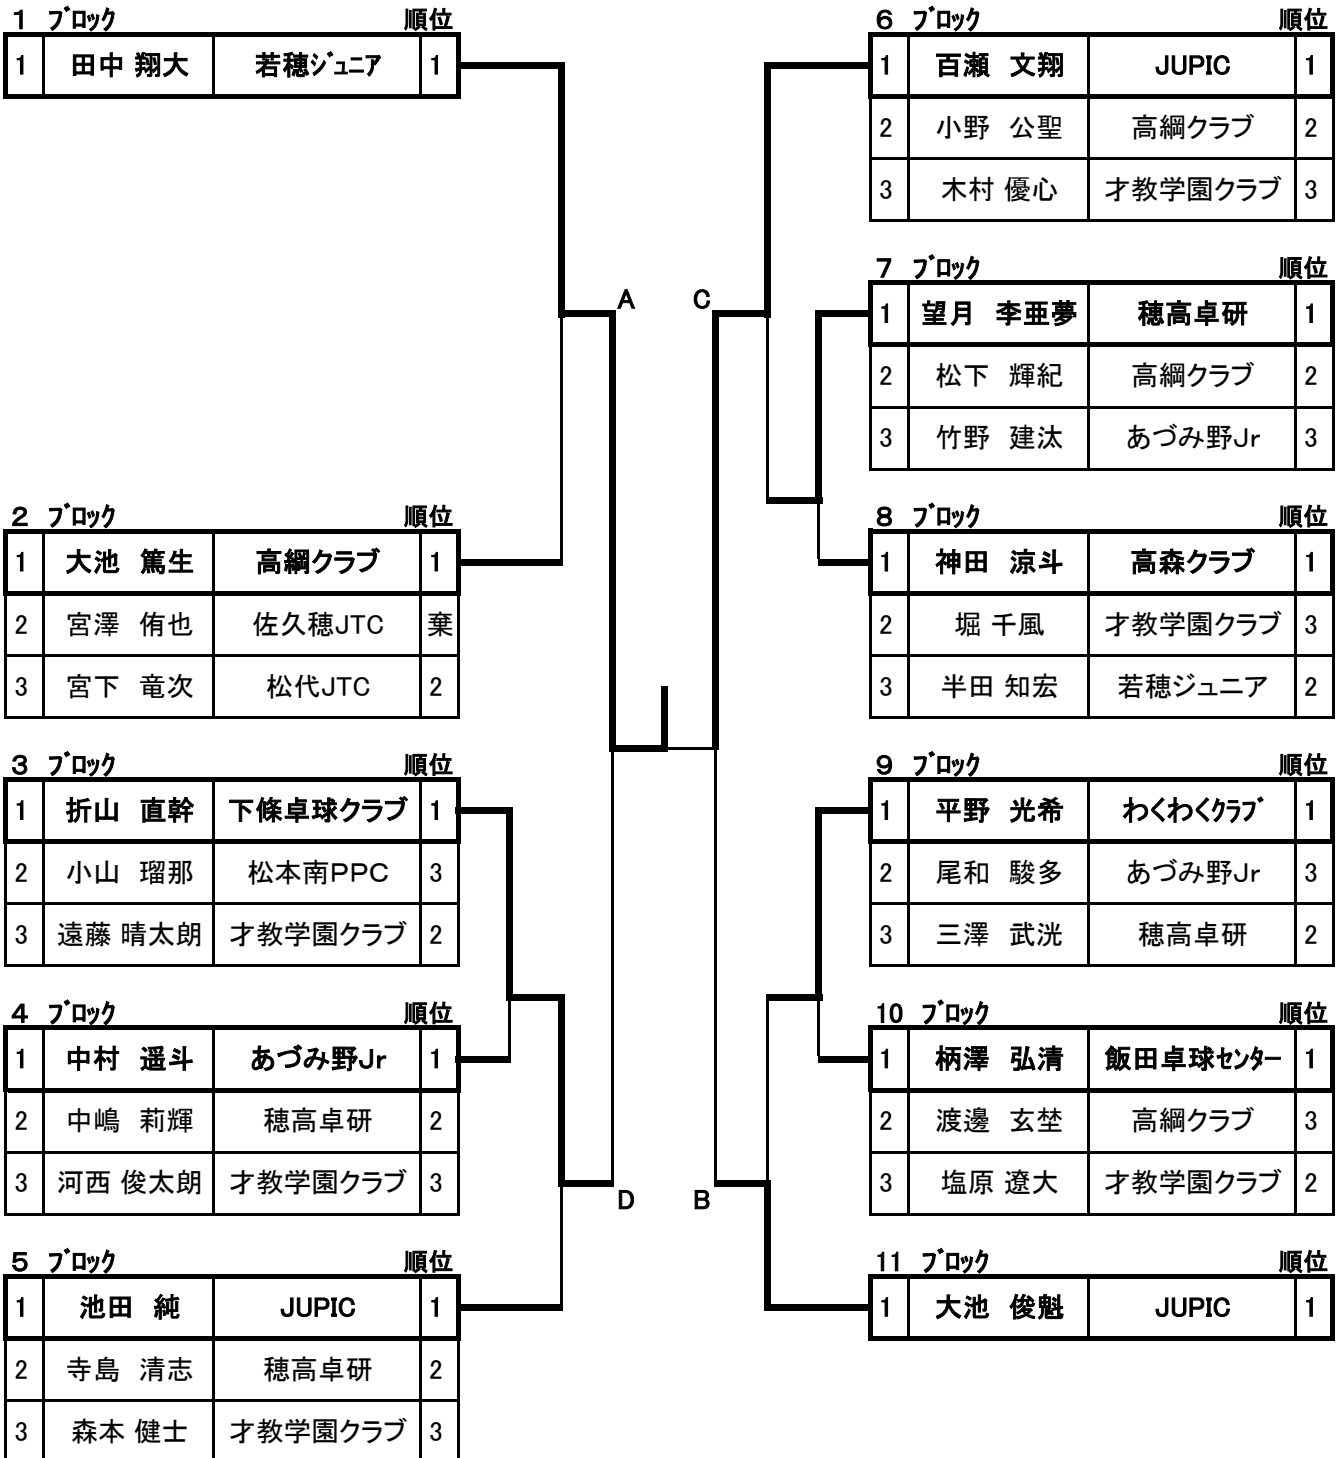 1 ブロック 順位
1 田中 翔大 若穂ジュニア 1
2 ブロック 順位
1 大池 篤生 高綱クラブ 1
2 宮澤 侑也 佐久穂JTC 棄
3 宮下 竜次 松代JTC 2
3 ブロック 順位
1 折山 直幹 下條卓球クラブ 1
2 小山 瑠那 松本南PPC 3
3 遠藤 晴太朗 才教学園クラブ 2
4 ブロック 順位
1 中村 遥斗 あづみ野Jr 1
2 中嶋 莉輝 穂高卓研 2
3 河西 俊太朗 才教学園クラブ 3
5 ブロック 順位
1 池田 純 JUPIC 1
2 寺島 清志 穂高卓研 2
3 森本 健士 才教学園クラブ 3
A C
D B
6 ブロック 順位
1 百瀬 文翔 JUPIC 1
2 小野 公聖 高綱クラブ 2
3 木村 優心 才教学園クラブ 3
7 ブロック 順位
1 望月 李亜夢 穂高卓研 1
2 松下 輝紀 高綱クラブ 2
3 竹野 建汰 あづみ野Jr 3
8 ブロック 順位
1 神田 涼斗 高森クラブ 1
2 堀 千風 才教学園クラブ 3
3 半田 知宏 若穂ジュニア 2
9 ブロック 順位
1 平野 光希 わくわくクラブ 1
2 尾和 駿多 あづみ野Jr 3
3 三澤 武洸 穂高卓研 2
10 ブロック 順位
1 柄澤 弘清 飯田卓球センター 1
2 渡邊 玄埜 高綱クラブ 3
3 塩原 遼大 才教学園クラブ 2
11 ブロック 順位
1 大池 俊魁 JUPIC 1